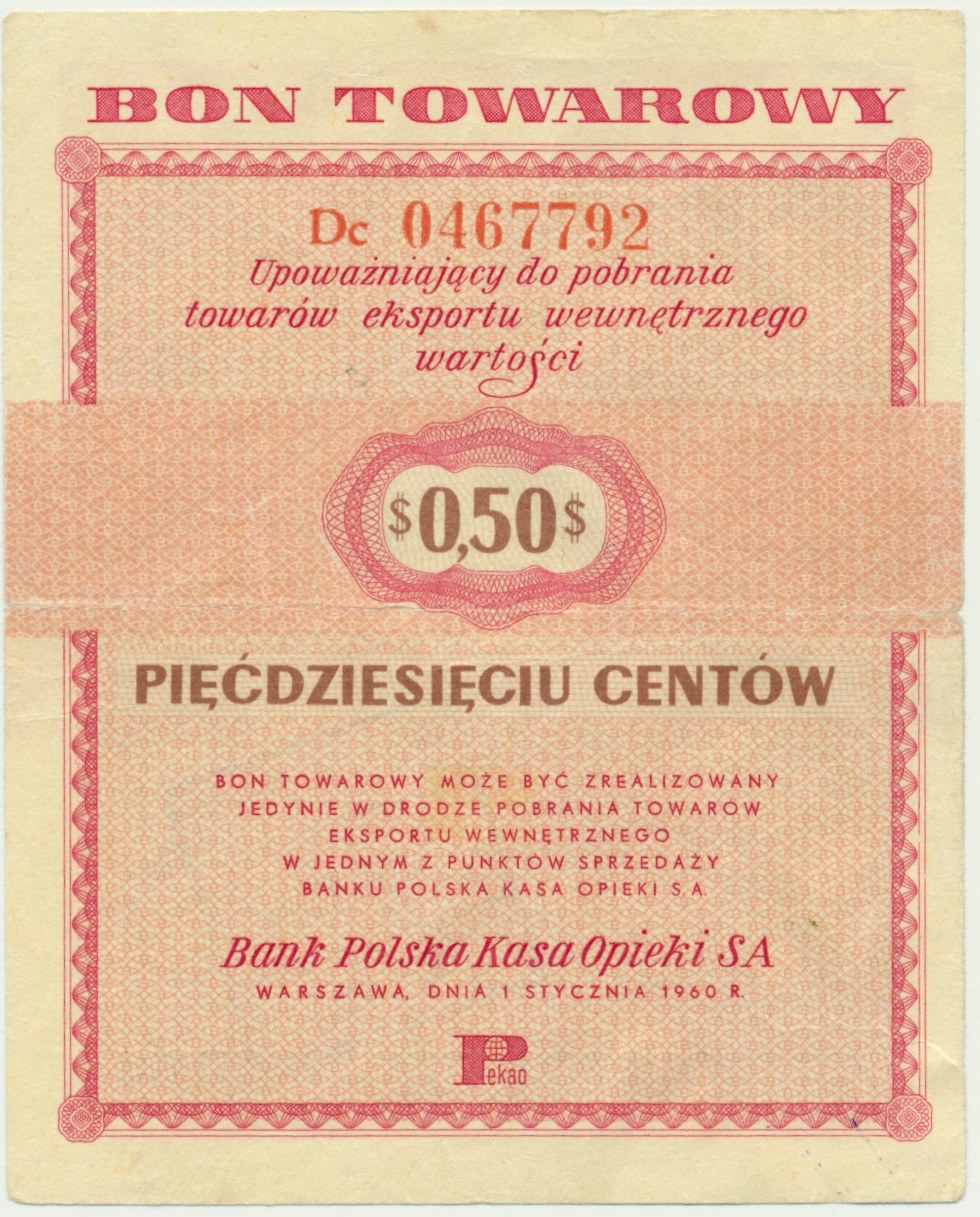 BON TOWAROWY
Dc 0467792
Upoważniający do pobrania
towarów eksportu wewnętrznego
wartości
$0,50$
PIĘĆDZIESIĘCIU CENTÓW
BON TOWAROWY MOŻE BYĆ ZREALIZOWANY
JEDYNIE W DRODZE POBRANIA TOWARÓW
EKSPORTU WEWNĘTRZNEGO
W JEDNYM Z PUNKTÓW SPRZEDAŻY
BANKU POLSKA KASA OPIEKI S.A.
Bank Polska Kasa Opieki SA
WARSZAWA, DNIA 1 STYCZNIA 1960 R.
Pekao